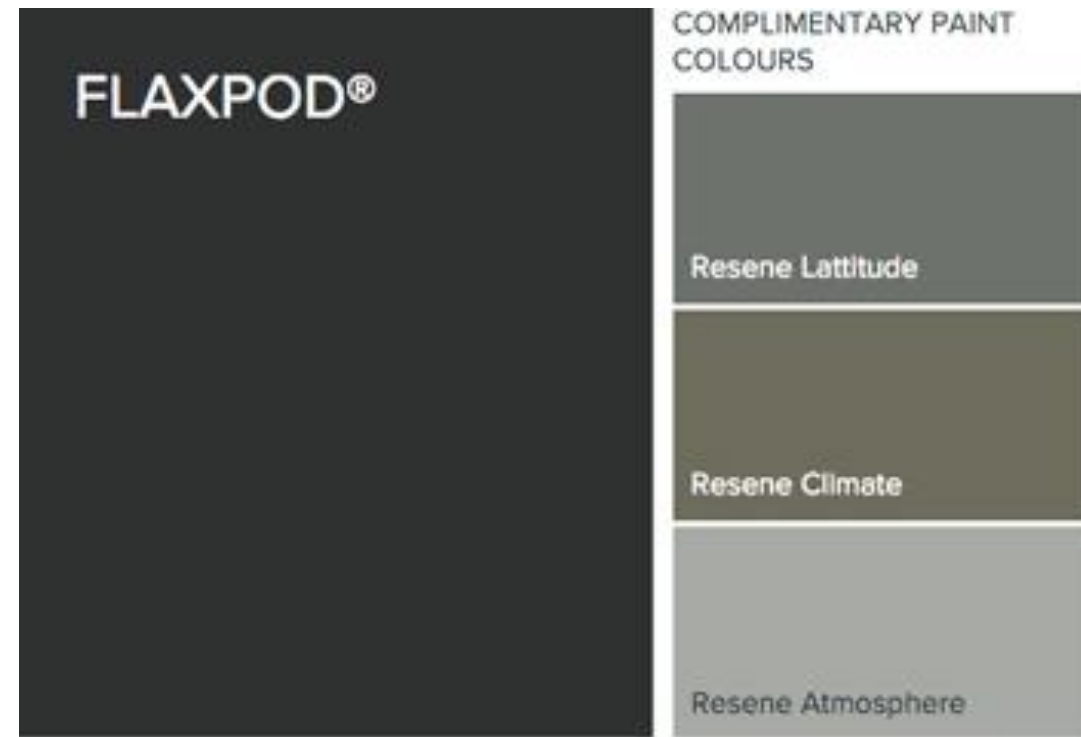 FLAXPOD®
COMPLIMENTARY PAINT
COLOURS
Resene Lattitude
Resene Climate
Resene Atmosphere